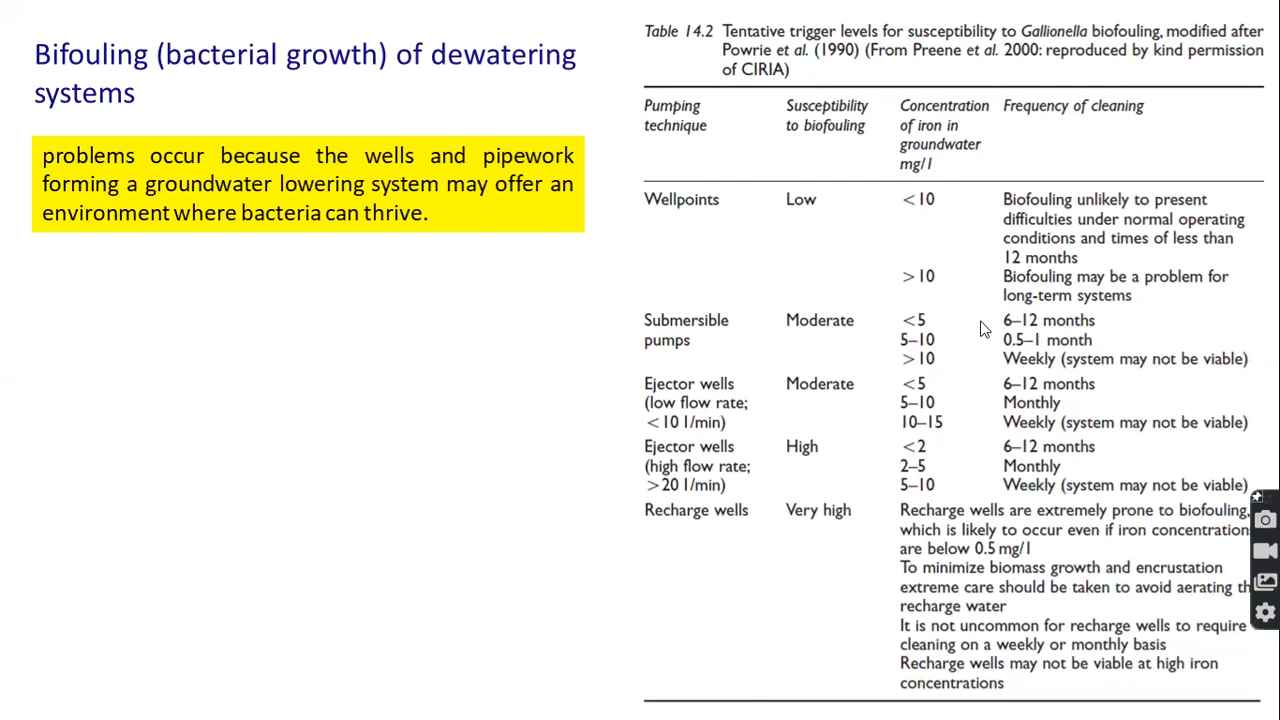 Bifouling (bacterial growth) of dewatering
systems
problems occur because the wells and pipework
forming a groundwater lowering system may offer an
environment where bacteria can thrive.
Table 14.2 Tentative trigger levels for susceptibility to Gallionella biofouling, modified after
Powrie et al. (1990) (From Preene et al. 2000: reproduced by kind permission
of CIRIA)
Pumping Susceptibility Concentration Frequency of cleaning
technique to biofouling of iron in
groundwater
mg/l
Wellpoints Low <10 Biofouling unlikely to present
difficulties under normal operating
conditions and times of less than
12 months
>10 Biofouling may be a problem for
long-term systems
Submersible Moderate <5 6–12 months
pumps 5–10 0.5–1 month
>10 Weekly (system may not be viable)
Ejector wells Moderate <5 6–12 months
(low flow rate; 5–10 Monthly
<10 l/min) 10–15 Weekly (system may not be viable)
Ejector wells High <2 6–12 months
(high flow rate; 2–5 Monthly
>20 l/min) 5–10 Weekly (system may not be viable)
Recharge wells Very high Recharge wells are extremely prone to biofouling,
which is likely to occur even if iron concentration
are below 0.5 mg/l
To minimize biomass growth and encrustation
extreme care should be taken to avoid aerating th
recharge water
It is not uncommon for recharge wells to require
cleaning on a weekly or monthly basis
Recharge wells may not be viable at high iron
concentrations